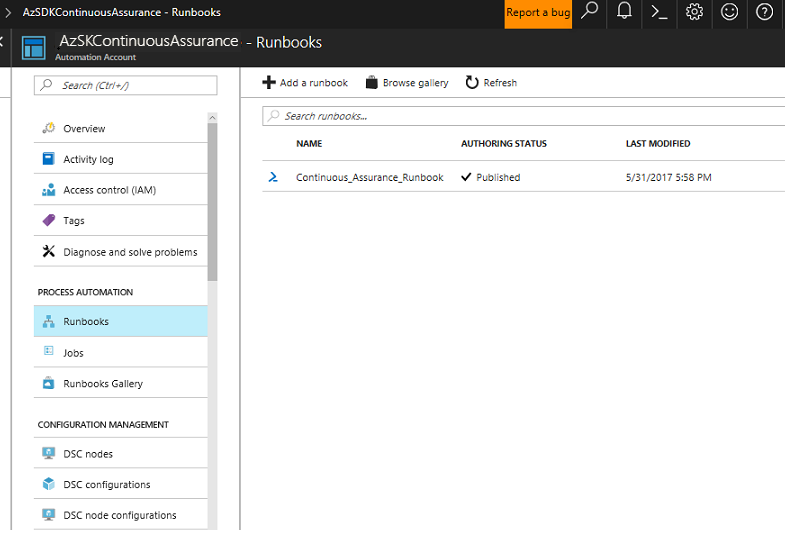 AzSDKContinuousAssurance - Runbooks
Report a bug
AzSKContinuousAssurance - Runbooks
Automation Account
Search (Ctrl+/)
Overview
Activity log
Access control (IAM)
Tags
Diagnose and solve problems
PROCESS AUTOMATION
Runbooks
Jobs
Runbooks Gallery
CONFIGURATION MANAGEMENT
DSC nodes
DSC configurations
DSC node configurations
Add a runbook Browse gallery Refresh
Search runbooks...
NAME AUTHORING STATUS LAST MODIFIED
Continuous_Assurance_Runbook Published 5/31/2017 5:58 PM